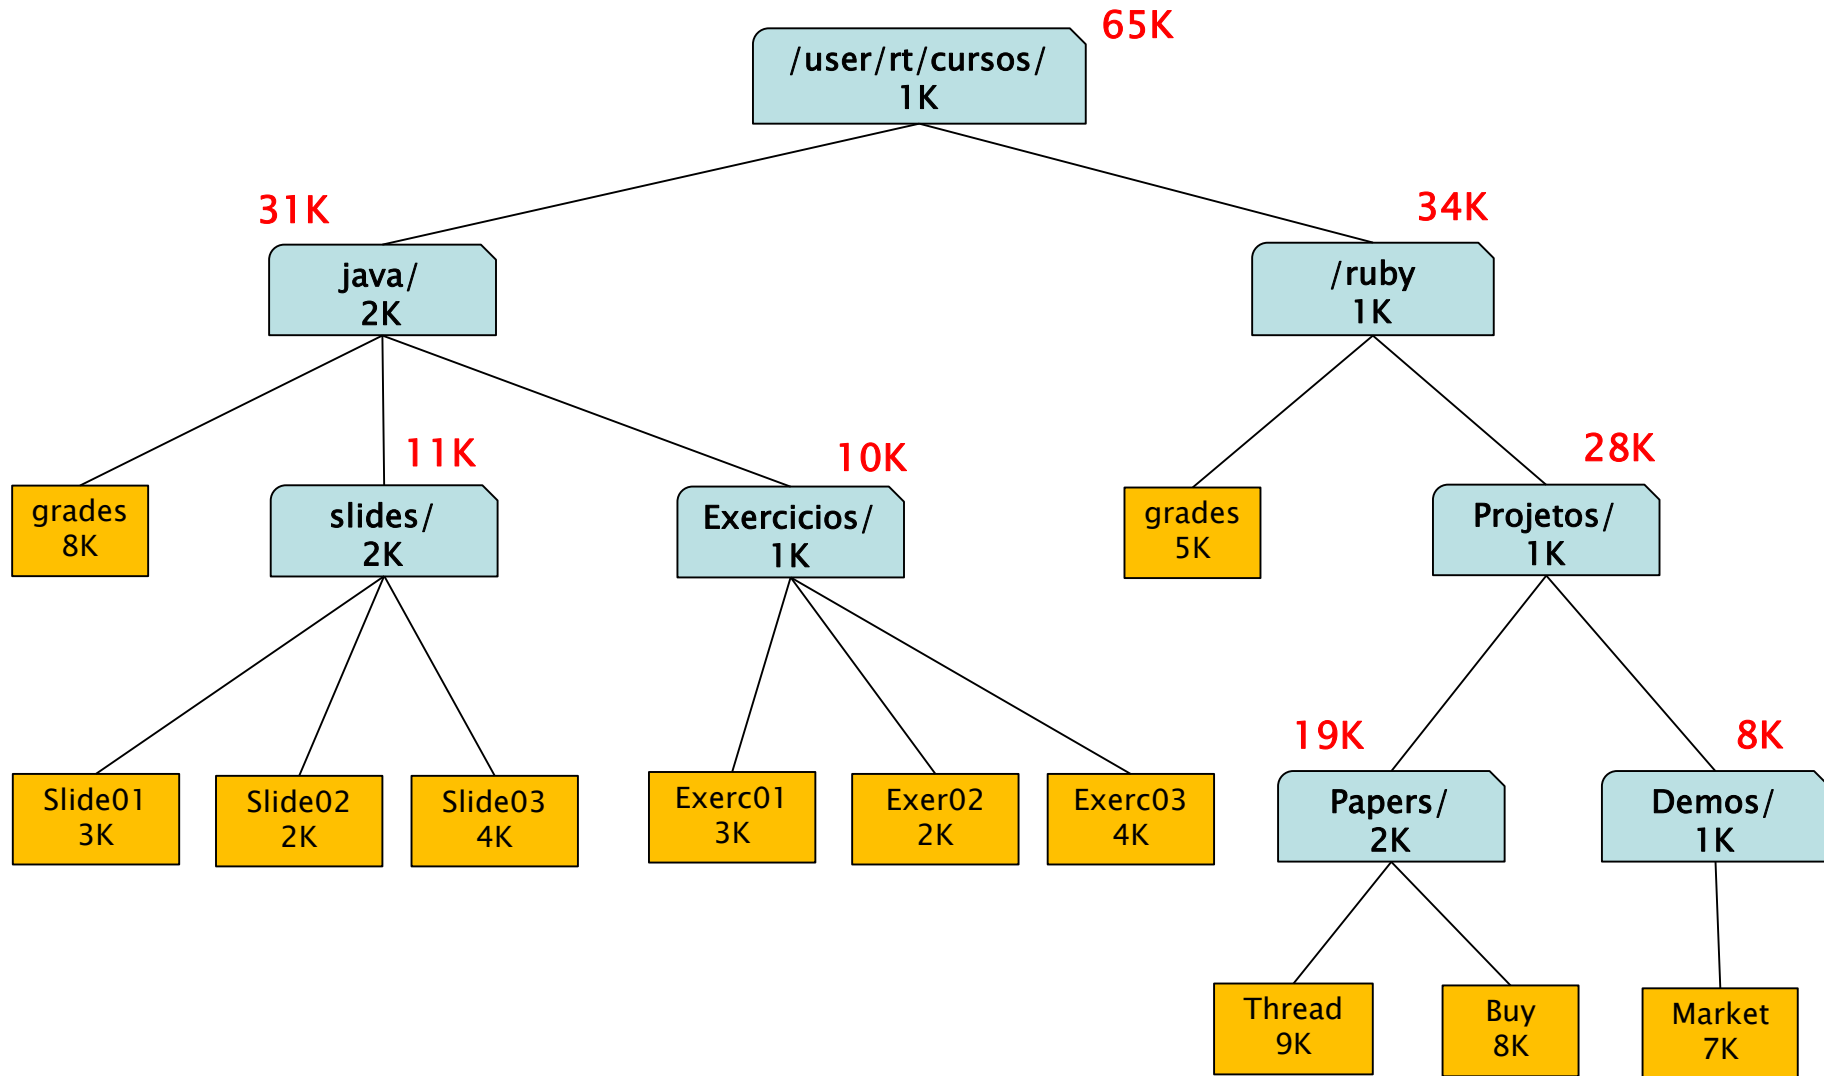 65K
/user/rt/cursos/
1K
31K
34K
java/
2K
/ruby
1K
11K
10K
28K
grades
8K
slides/
2K
Exercicios/
1K
grades
5K
Projetos/
1K
19K
8K
Slide01
3K
Slide02
2K
Slide03
4K
Exerc01
3K
Exer02
2K
Exerc03
4K
Papers/
2K
Demos/
1K
Thread
9K
Buy
8K
Market
7K